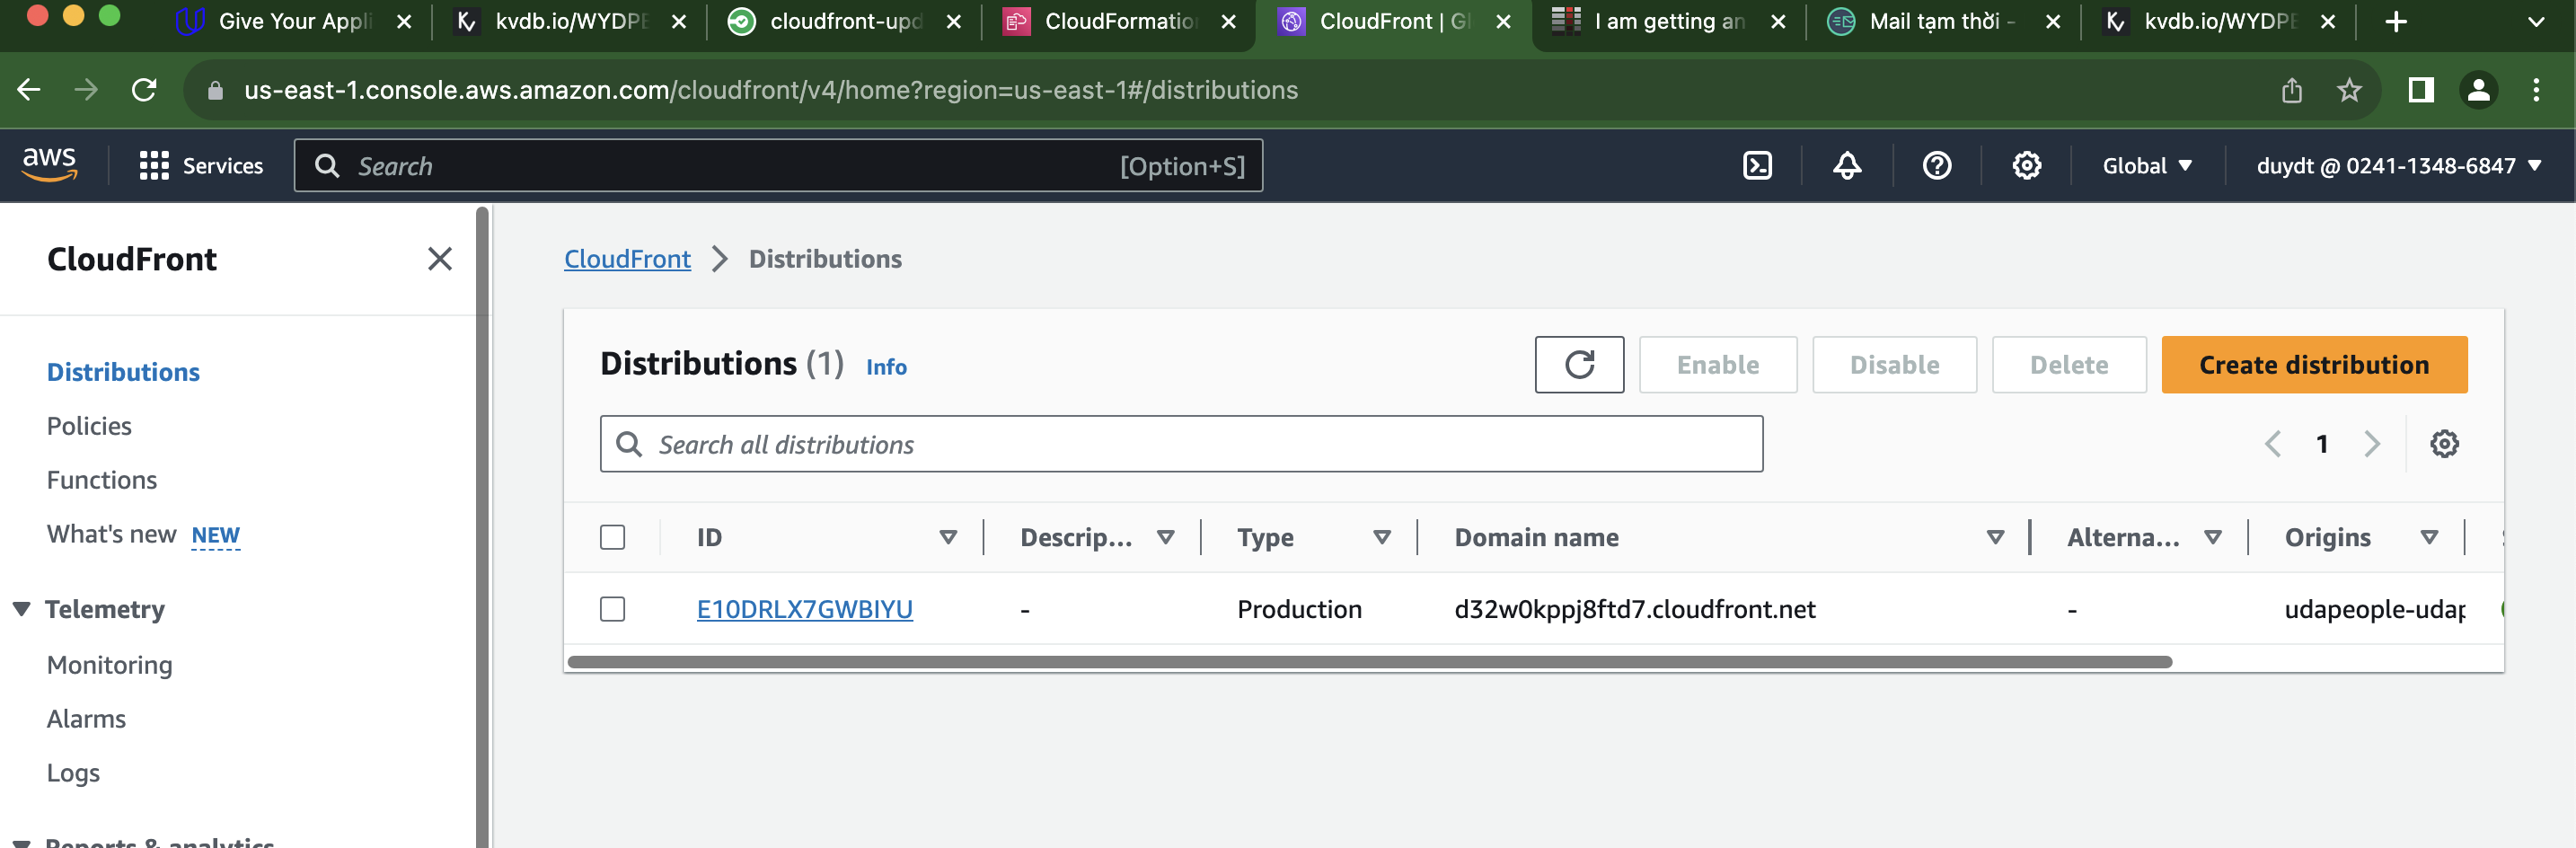 Give Your Appli
kvdb.io/WYDPE
cloudfront-upd
CloudFormation
CloudFront | Gl
I am getting an
Mail tạm thời -
kvdb.io/WYDPE
us-east-1.console.aws.amazon.com/cloudfront/v4/home?region=us-east-1#/distributions
aws
Services
Search
[Option+S]
Global
duydt @ 0241-1348-6847
CloudFront
Distributions
Policies
Functions
What's new NEW
Telemetry
Monitoring
Alarms
Logs
Reports & analytics
CloudFront > Distributions
Distributions (1) Info
Enable
Disable
Delete
Create distribution
Search all distributions
1
ID Descrip... Type Domain name Alterna... Origins
E10DRLX7GWBIYU - Production d32w0kppj8ftd7.cloudfront.net - udapeople-udap